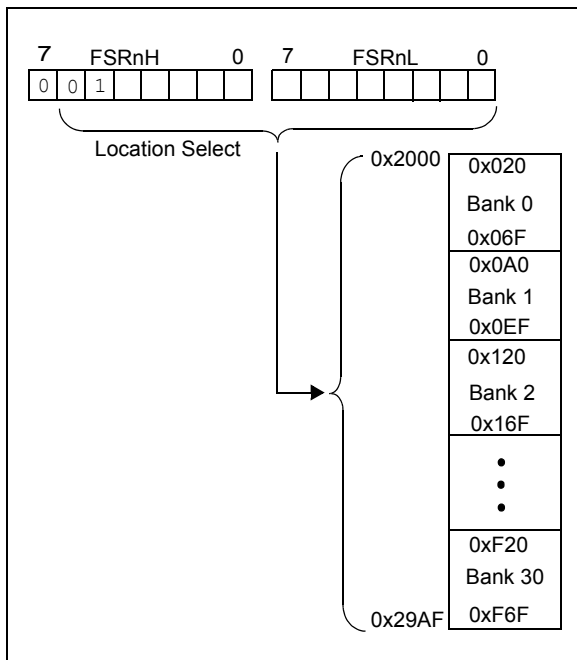 7 FSRnH 0 7 FSRnL 0
0 0 1
Location Select
0x2000
0x020
Bank 0
0x06F
0x0A0
Bank 1
0x0EF
0x120
Bank 2
0x16F
0xF20
Bank 30
0x29AF
0xF6F